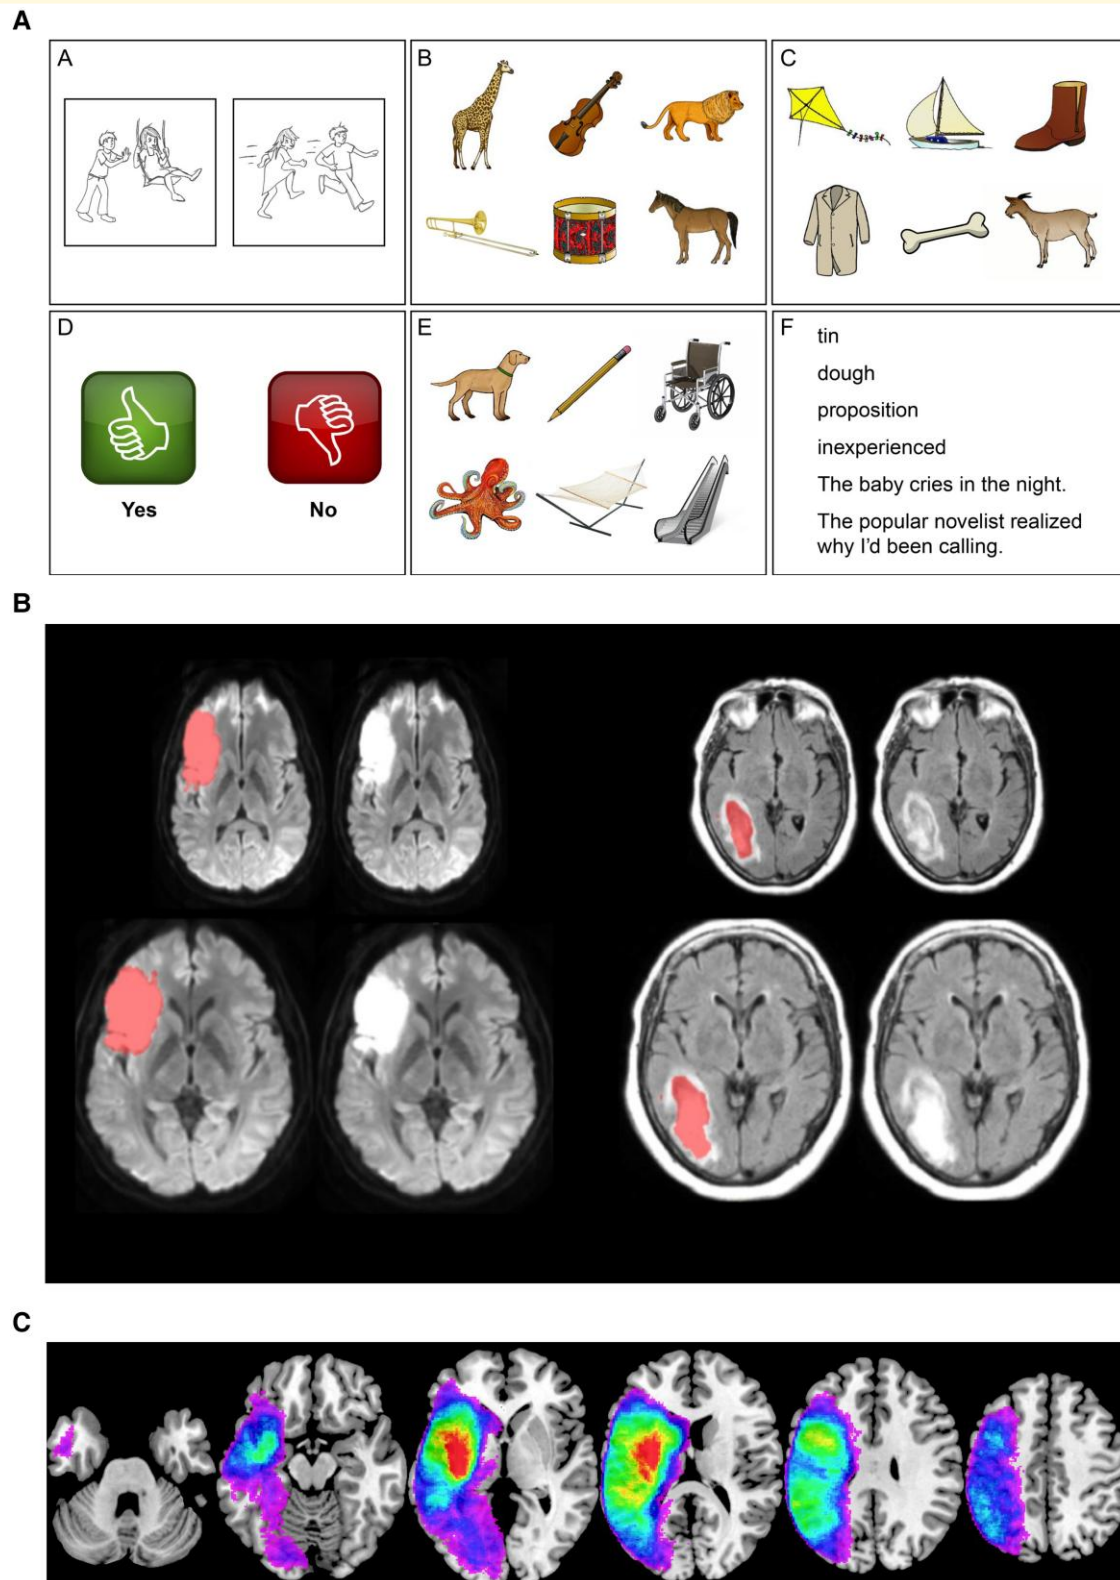 A
A
B
C
D
Yes
No
E
F
tin
dough
proposition
inexperienced
The baby cries in the night.
The popular novelist realized
why I'd been calling.
B
C